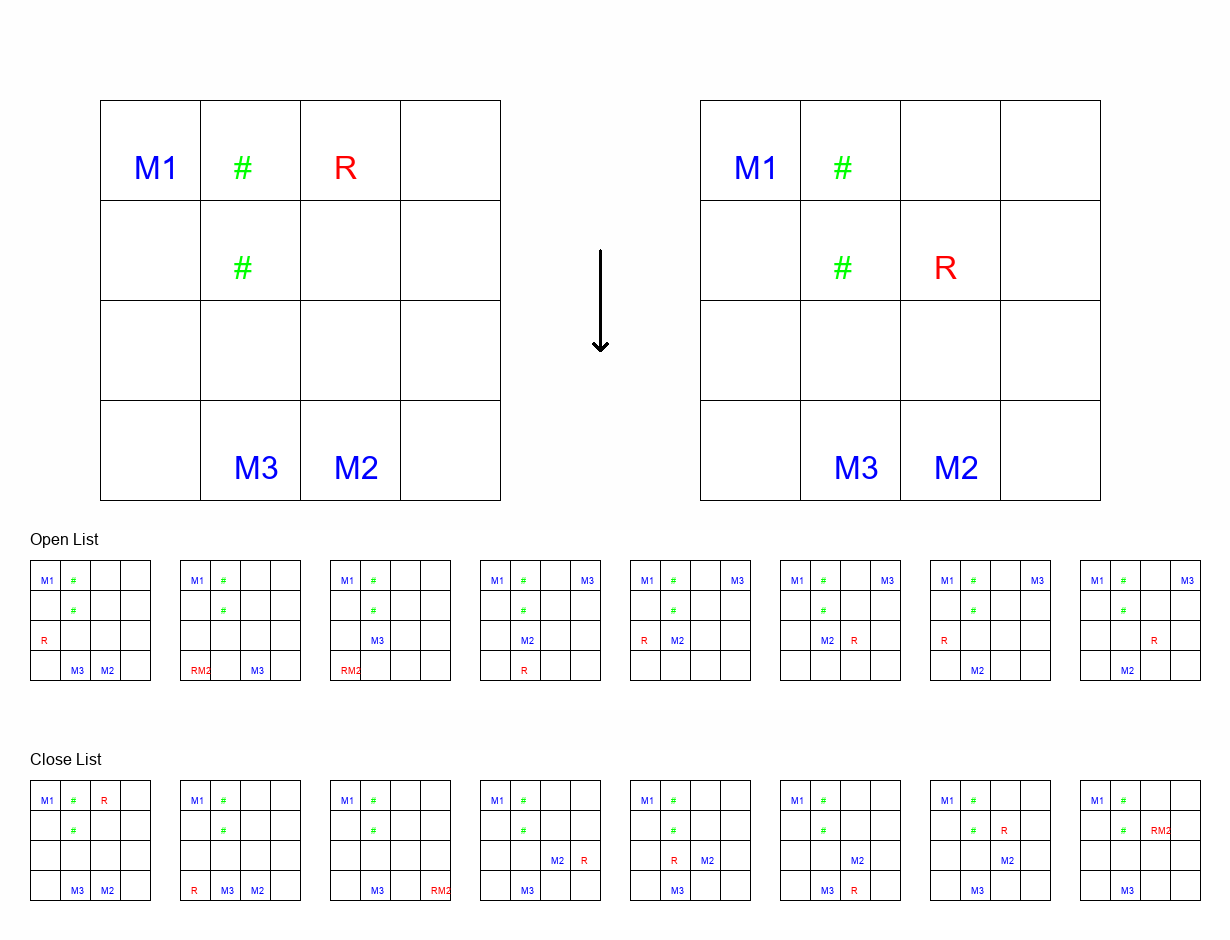 M1 # R M1 #
# # R
M3 M2 M3 M2
Open List
M1 # M1 # M1 # M1 # M3 M1 # M3 M1 # M3 M1 # M3 M1 # M3
# # # # # # # #
R M3 M2 R M2 M2 R R R
M3 M2 RM2 M3 RM2 R M2 M2
Close List
M1 # R M1 # M1 # M1 # M1 # M1 # M1 # M1 #
# # # # # # # R # RM2
M2 R R M2 M2 M2
M3 M2 R M3 M2 M3 RM2 M3 M3 M3 R M3 M3